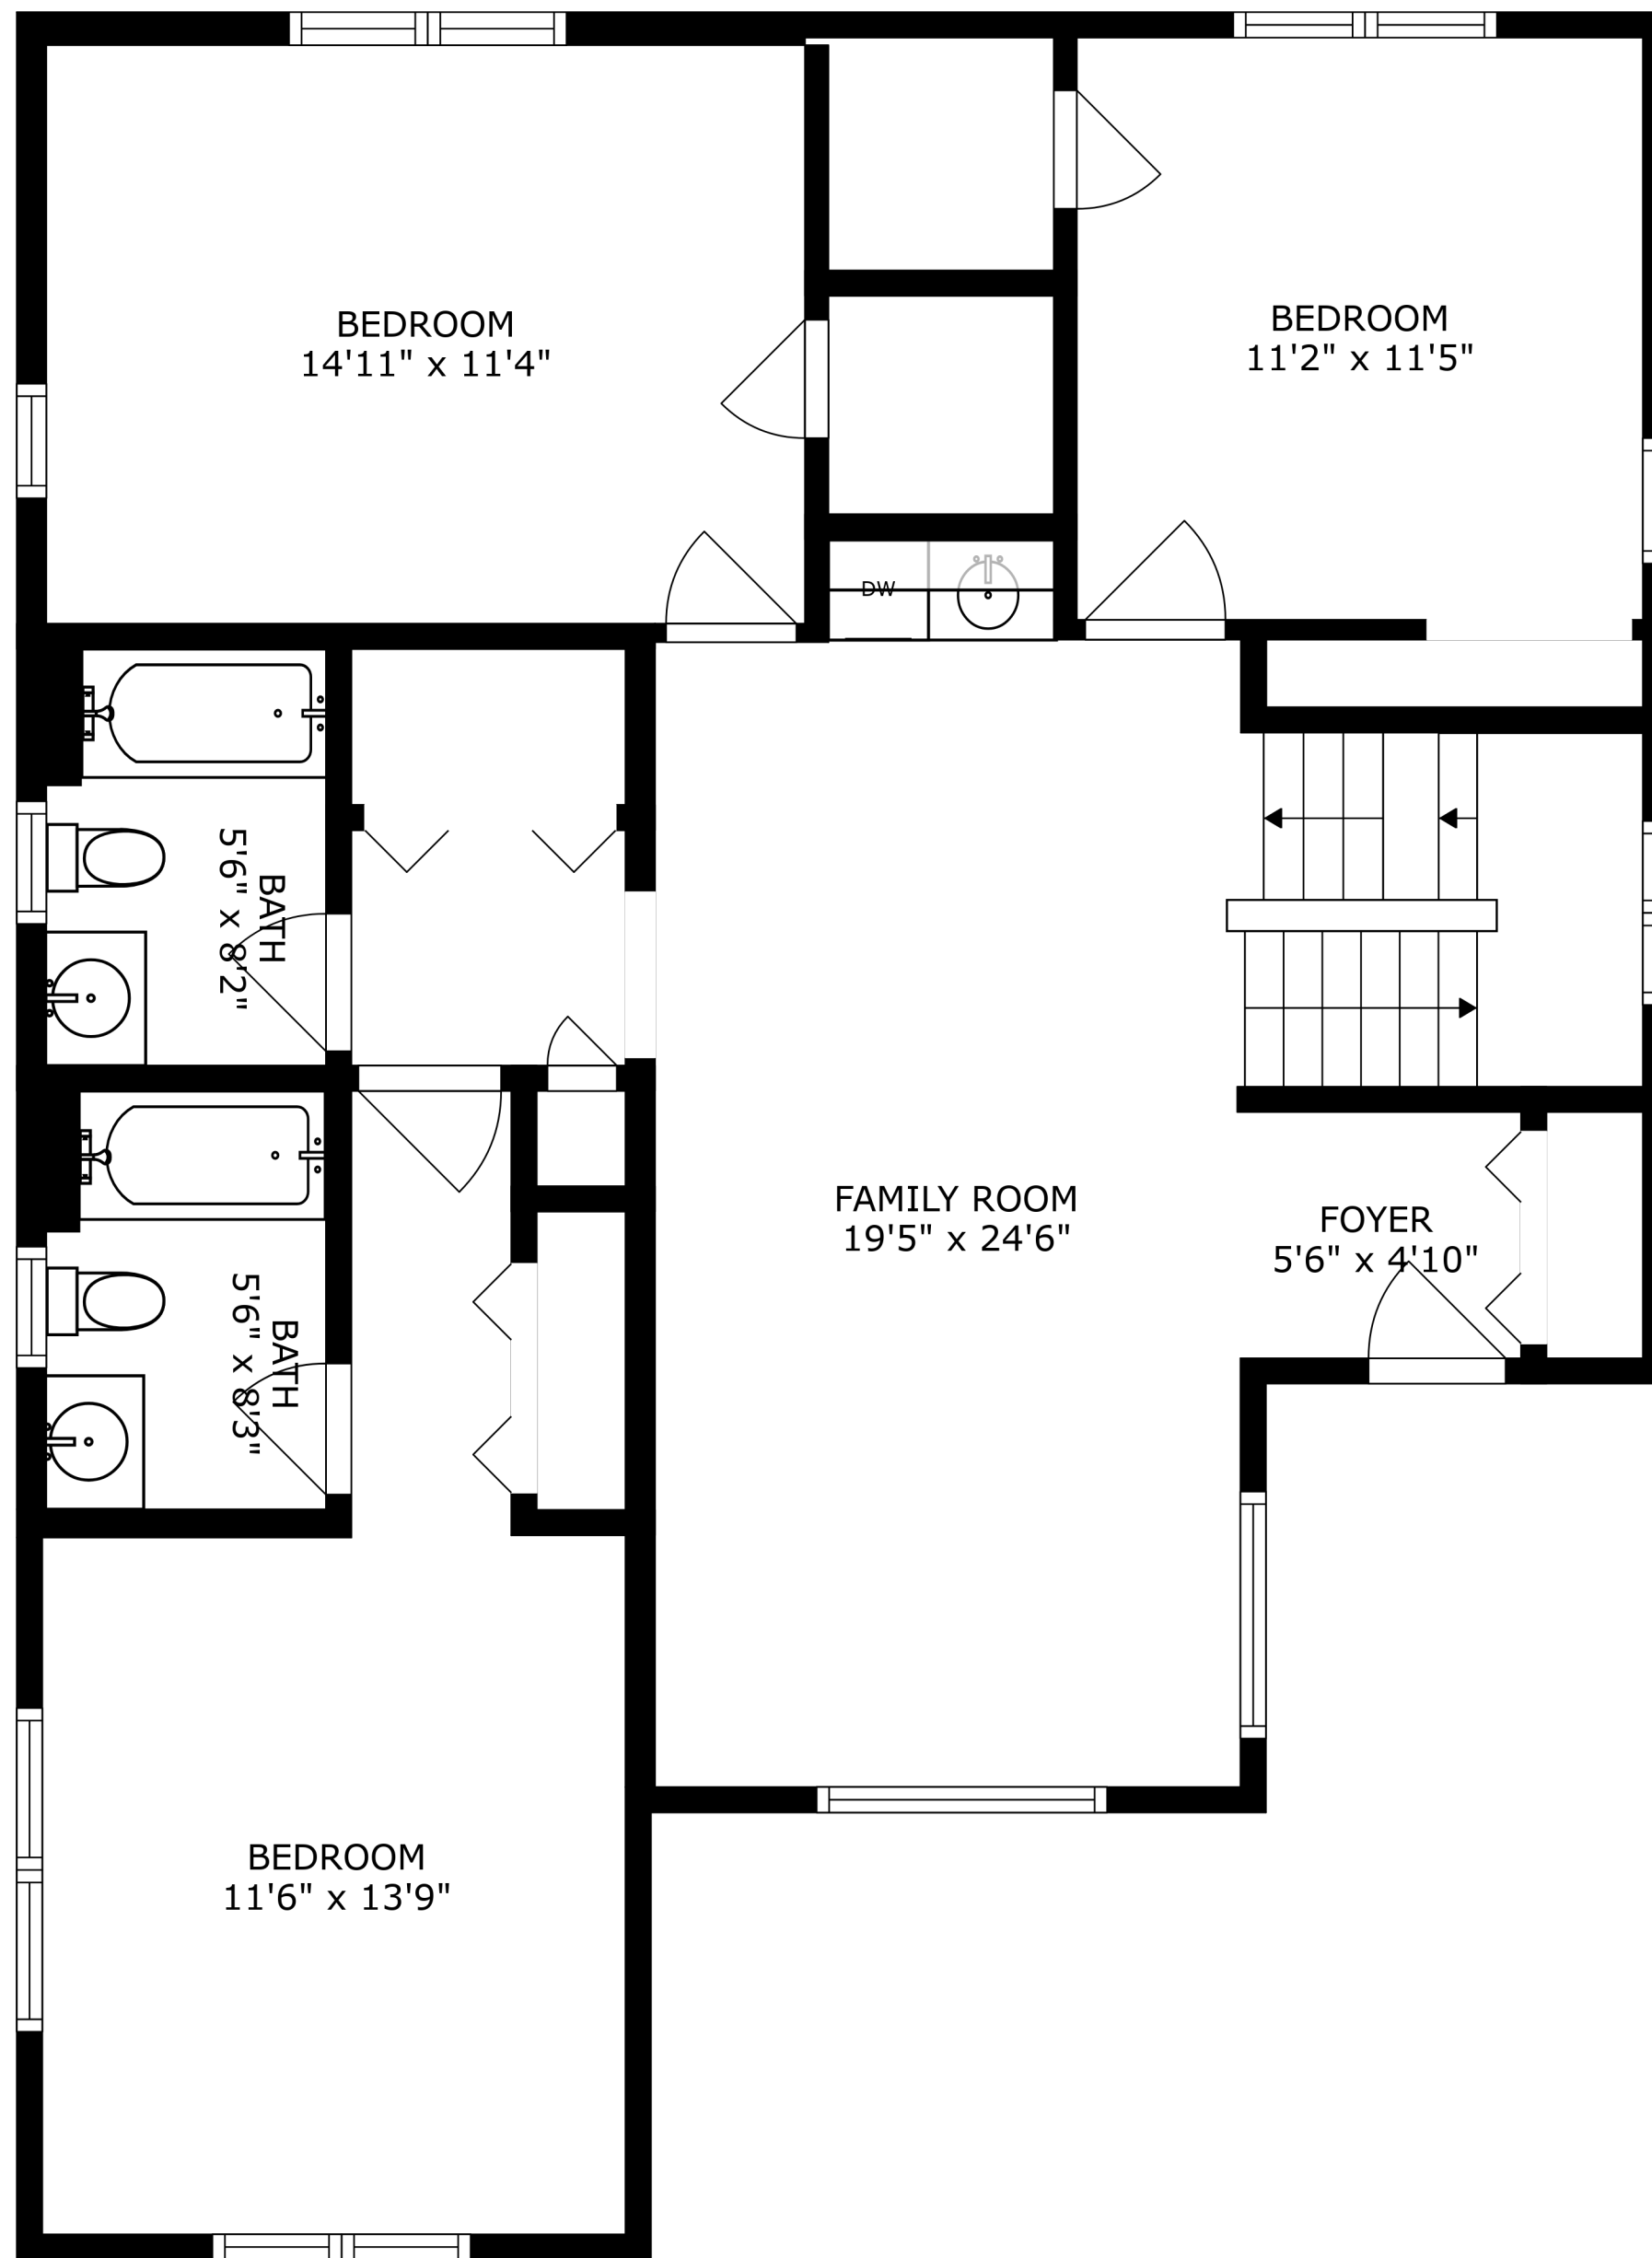 BEDROOM
14'11" x 11'4"
BEDROOM
11'2" x 11'5"
DW
BATH
5'6" x 8'2"
FAMILY ROOM
19'5" x 24'6"
FOYER
5'6" x 4'10"
BATH
5'6" x 8'3"
BEDROOM
11'6" x 13'9"